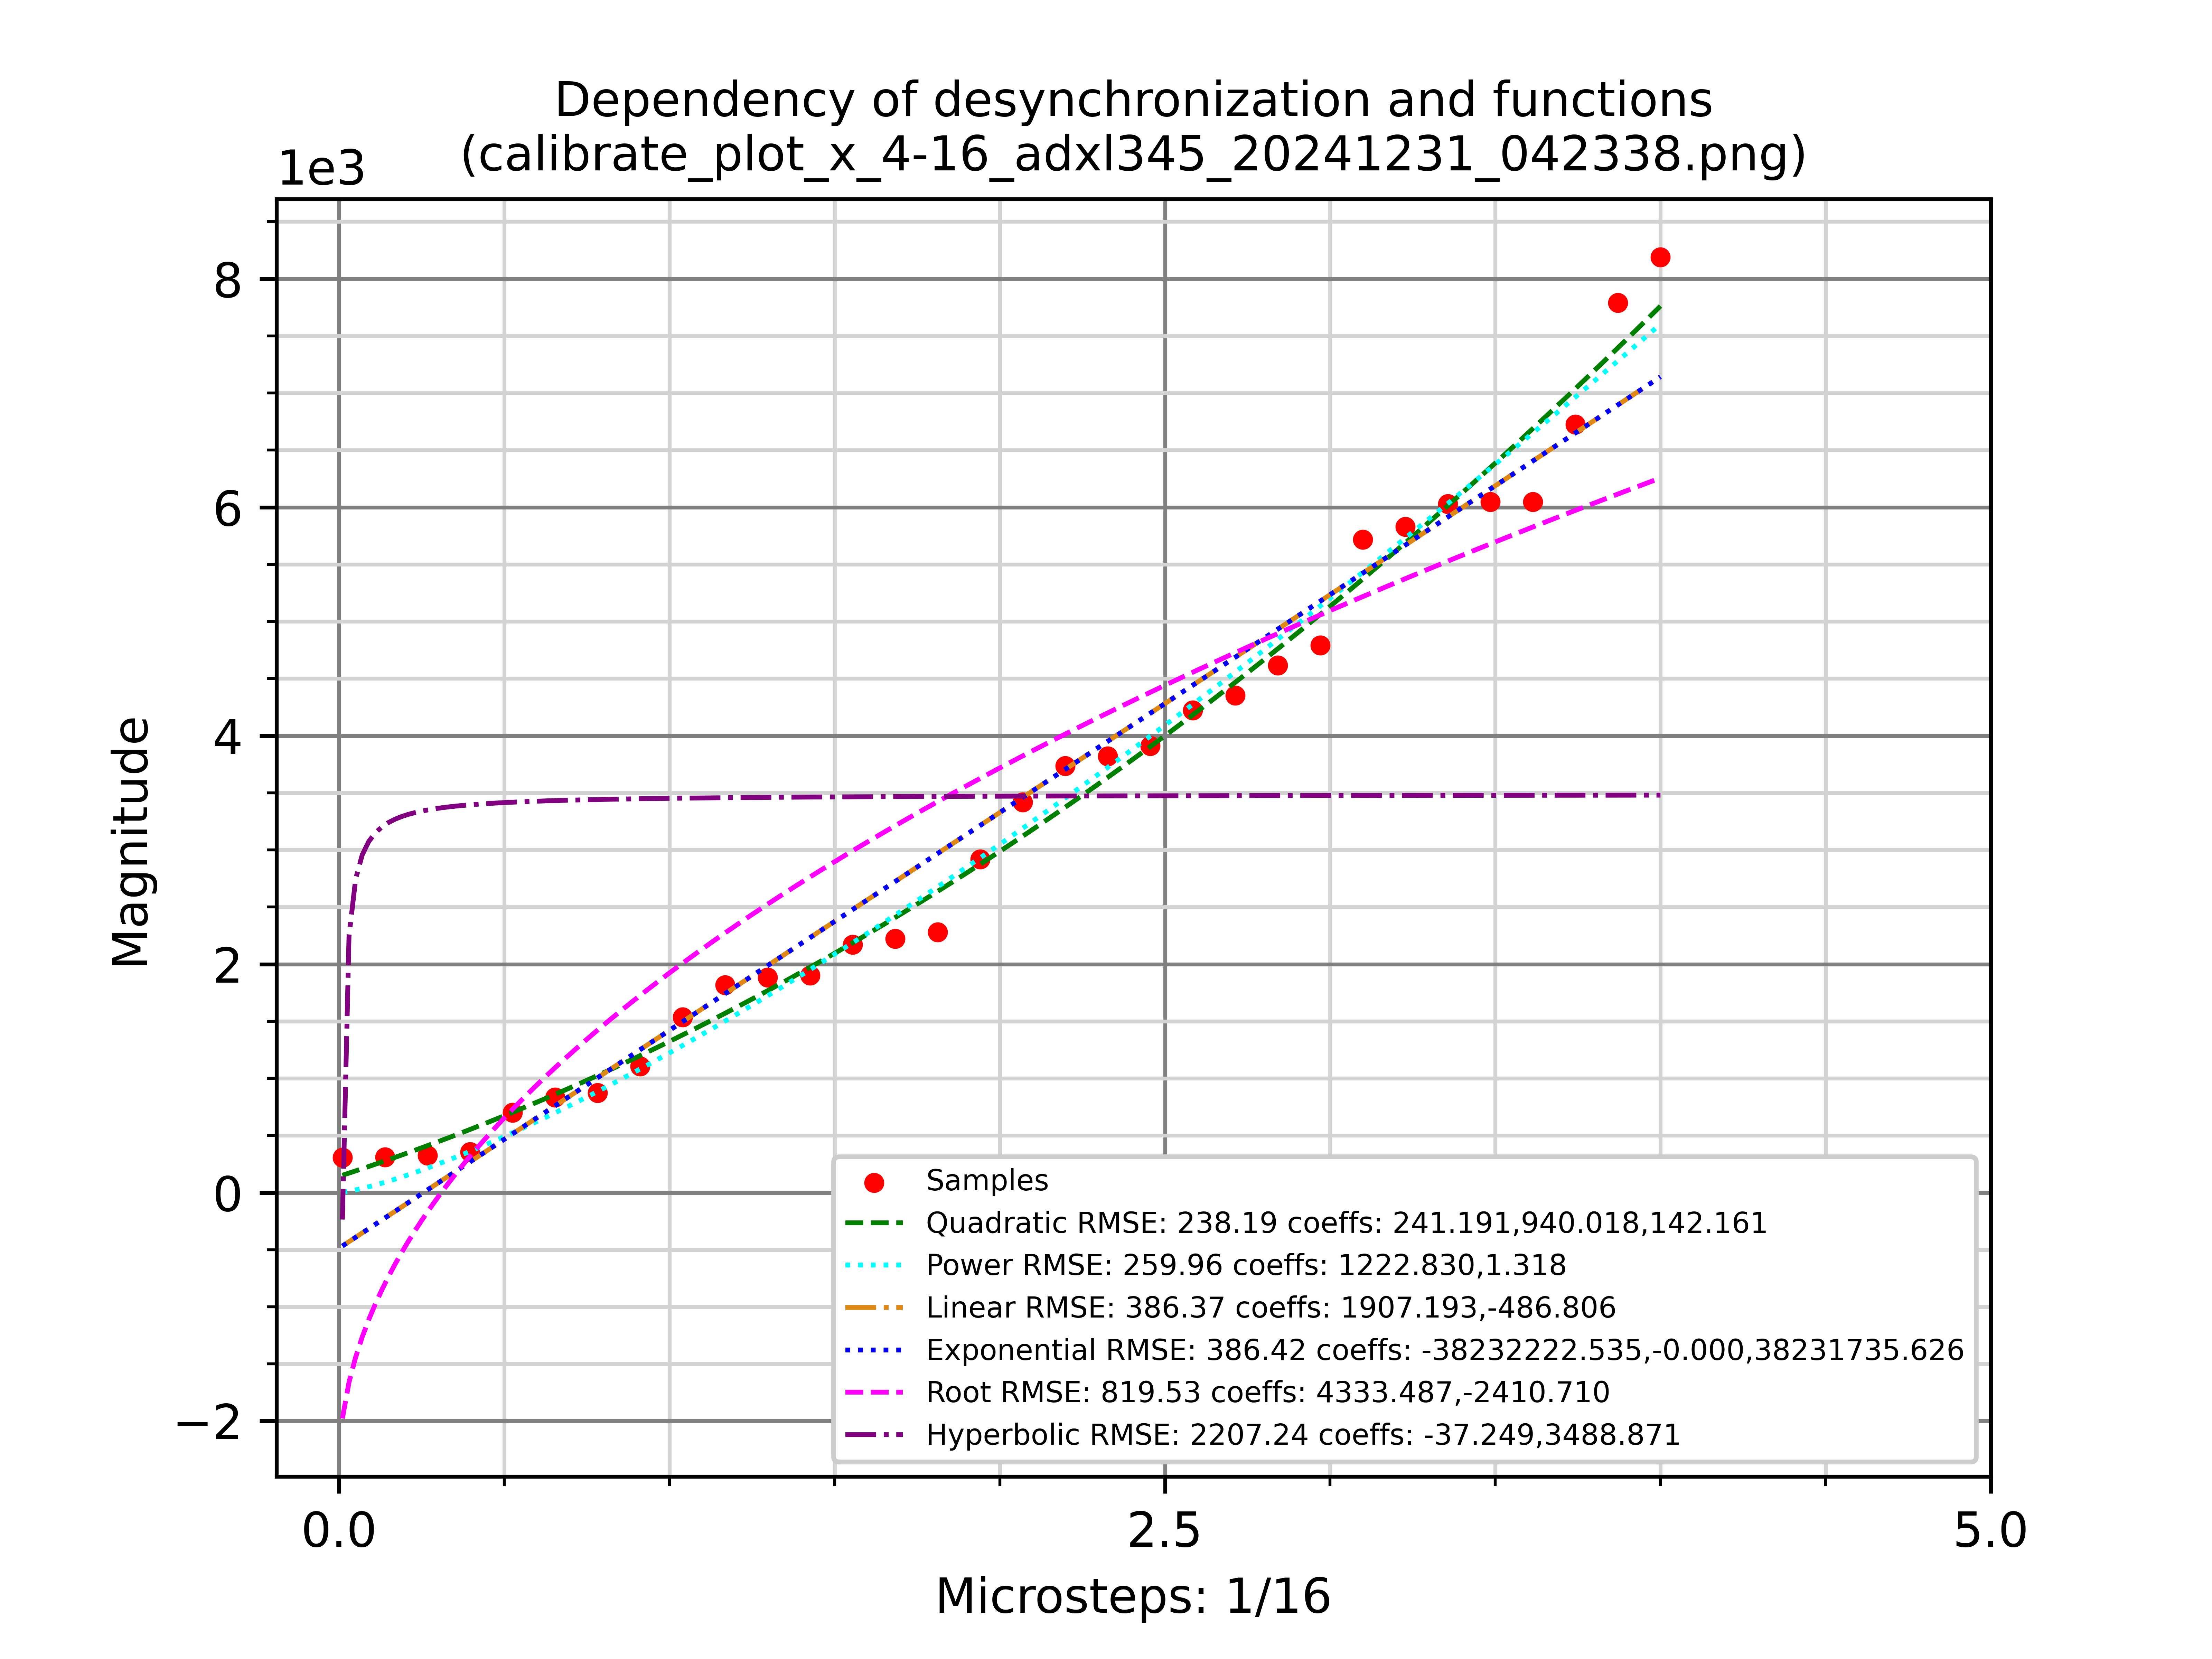 Dependency of desynchronization and functions
(calibrate_plot_x_4-16_adxl345_20241231_042338.png)
1e3
8
6
4
2
0
−2
Magnitude
Samples
Quadratic RMSE: 238.19 coeffs: 241.191,940.018,142.161
Power RMSE: 259.96 coeffs: 1222.830,1.318
Linear RMSE: 386.37 coeffs: 1907.193,-486.806
Exponential RMSE: 386.42 coeffs: -38232222.535,-0.000,38231735.626
Root RMSE: 819.53 coeffs: 4333.487,-2410.710
Hyperbolic RMSE: 2207.24 coeffs: -37.249,3488.871
0.0 2.5 5.0
Microsteps: 1/16